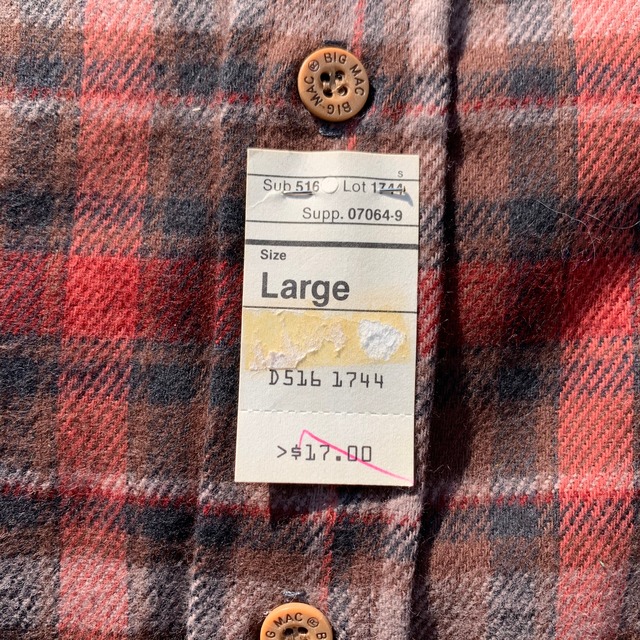 BIG MAC ® BIG MAC
s
Sub 516 Lot 1744
Supp. 07064-9
Size
Large
D516 1744
>$17.00
BIG MAC BIG